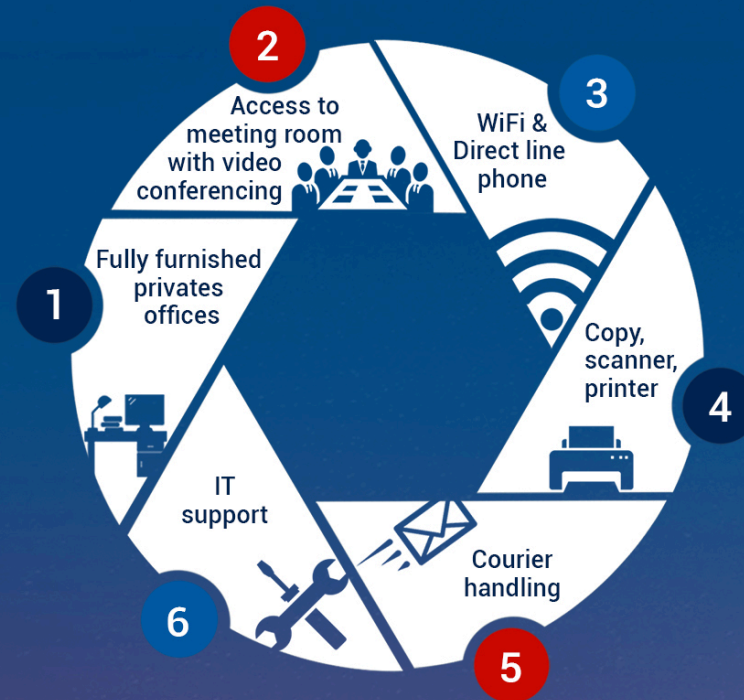 1
Fully furnished
privates
offices
2
Access to
meeting room
with video
conferencing
3
WiFi &
Direct line
phone
4
Copy,
scanner,
printer
5
Courier
handling
6
IT
support